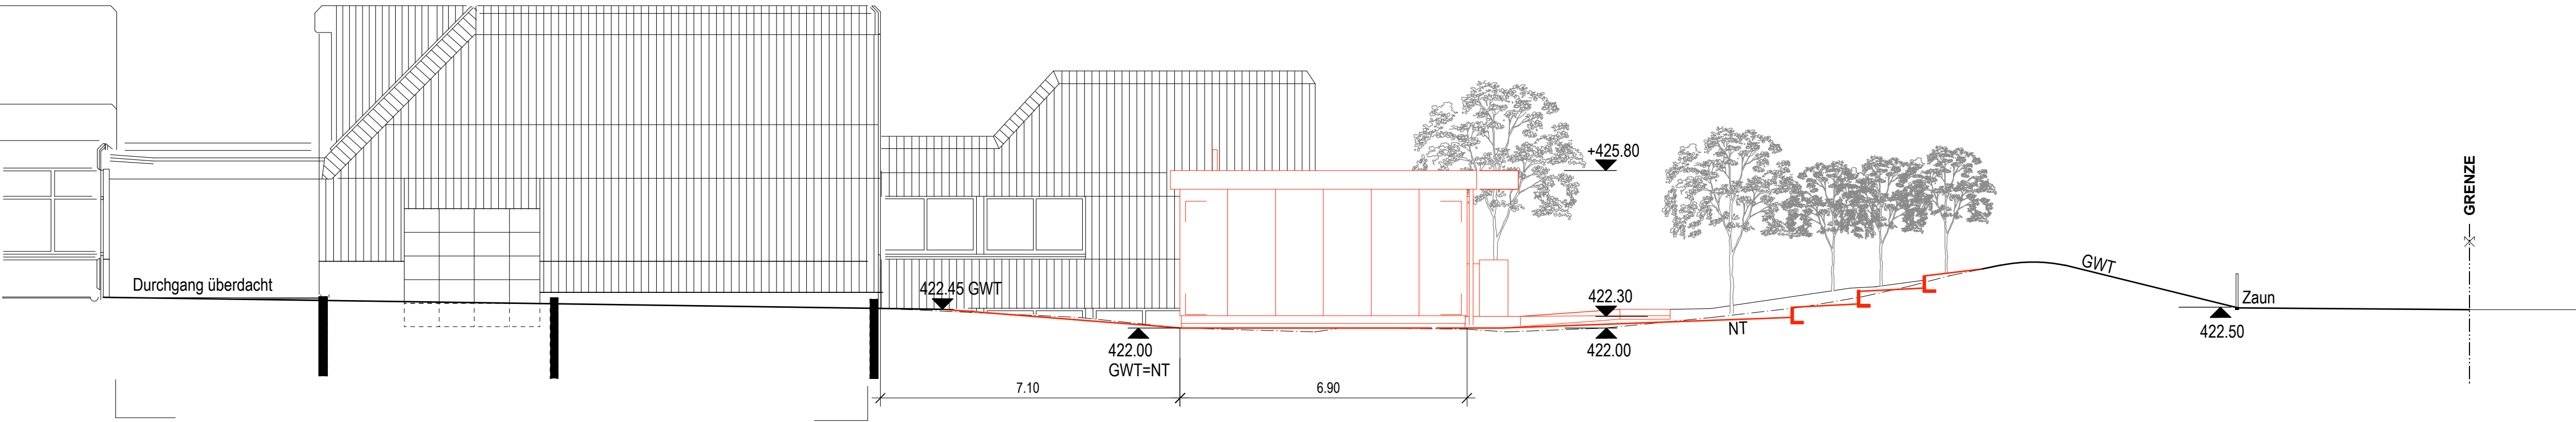 Durchgang überdacht
422.45 GWT
422.00
GWT=NT
7.10
6.90
+425.80
422.30
422.00
NT
GWT
Zaun
422.50
GRENZE